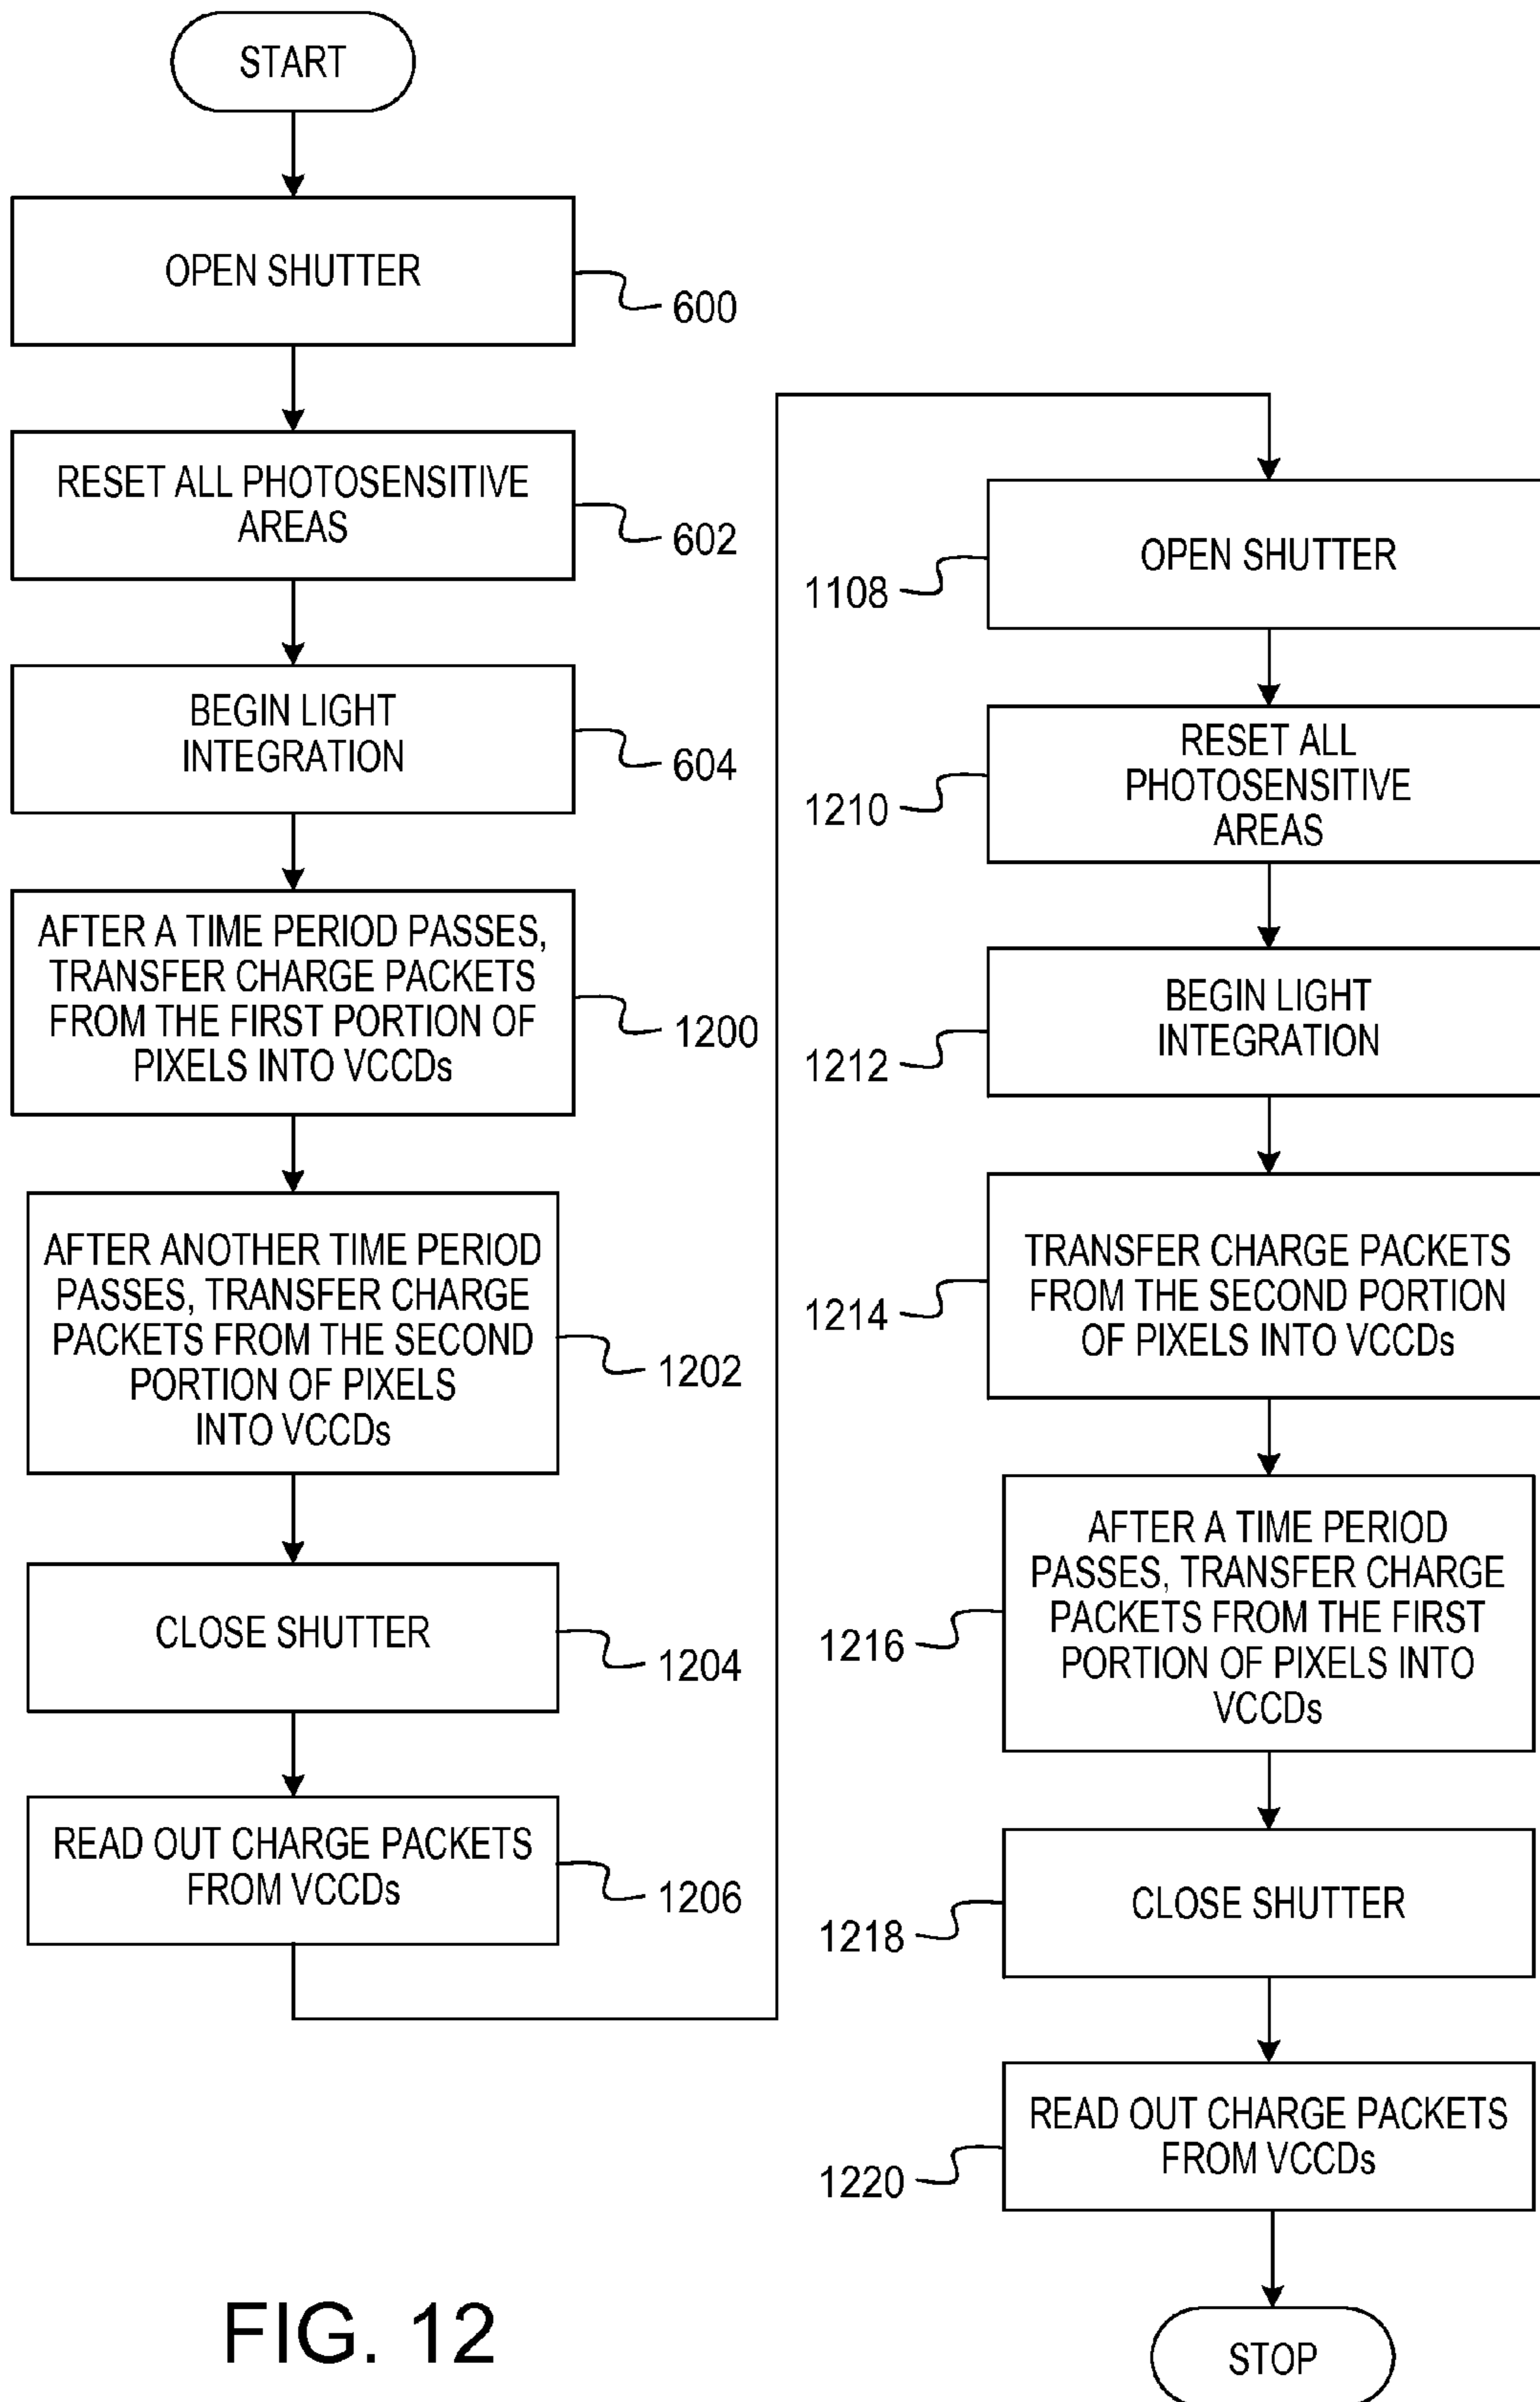 START
OPEN SHUTTER
600
RESET ALL PHOTOSENSITIVE
AREAS
602
BEGIN LIGHT
INTEGRATION
604
AFTER A TIME PERIOD PASSES,
TRANSFER CHARGE PACKETS
FROM THE FIRST PORTION OF
PIXELS INTO VCCDs
1200
AFTER ANOTHER TIME PERIOD
PASSES, TRANSFER CHARGE
PACKETS FROM THE SECOND
PORTION OF PIXELS
INTO VCCDs
1202
CLOSE SHUTTER
1204
READ OUT CHARGE PACKETS
FROM VCCDs
1206
OPEN SHUTTER
1108
RESET ALL
PHOTOSENSITIVE
AREAS
1210
BEGIN LIGHT
INTEGRATION
1212
TRANSFER CHARGE PACKETS
FROM THE SECOND PORTION
OF PIXELS INTO VCCDs
1214
AFTER A TIME PERIOD
PASSES, TRANSFER CHARGE
PACKETS FROM THE FIRST
PORTION OF PIXELS INTO
VCCDs
1216
CLOSE SHUTTER
1218
READ OUT CHARGE PACKETS
FROM VCCDs
1220
STOP
FIG. 12